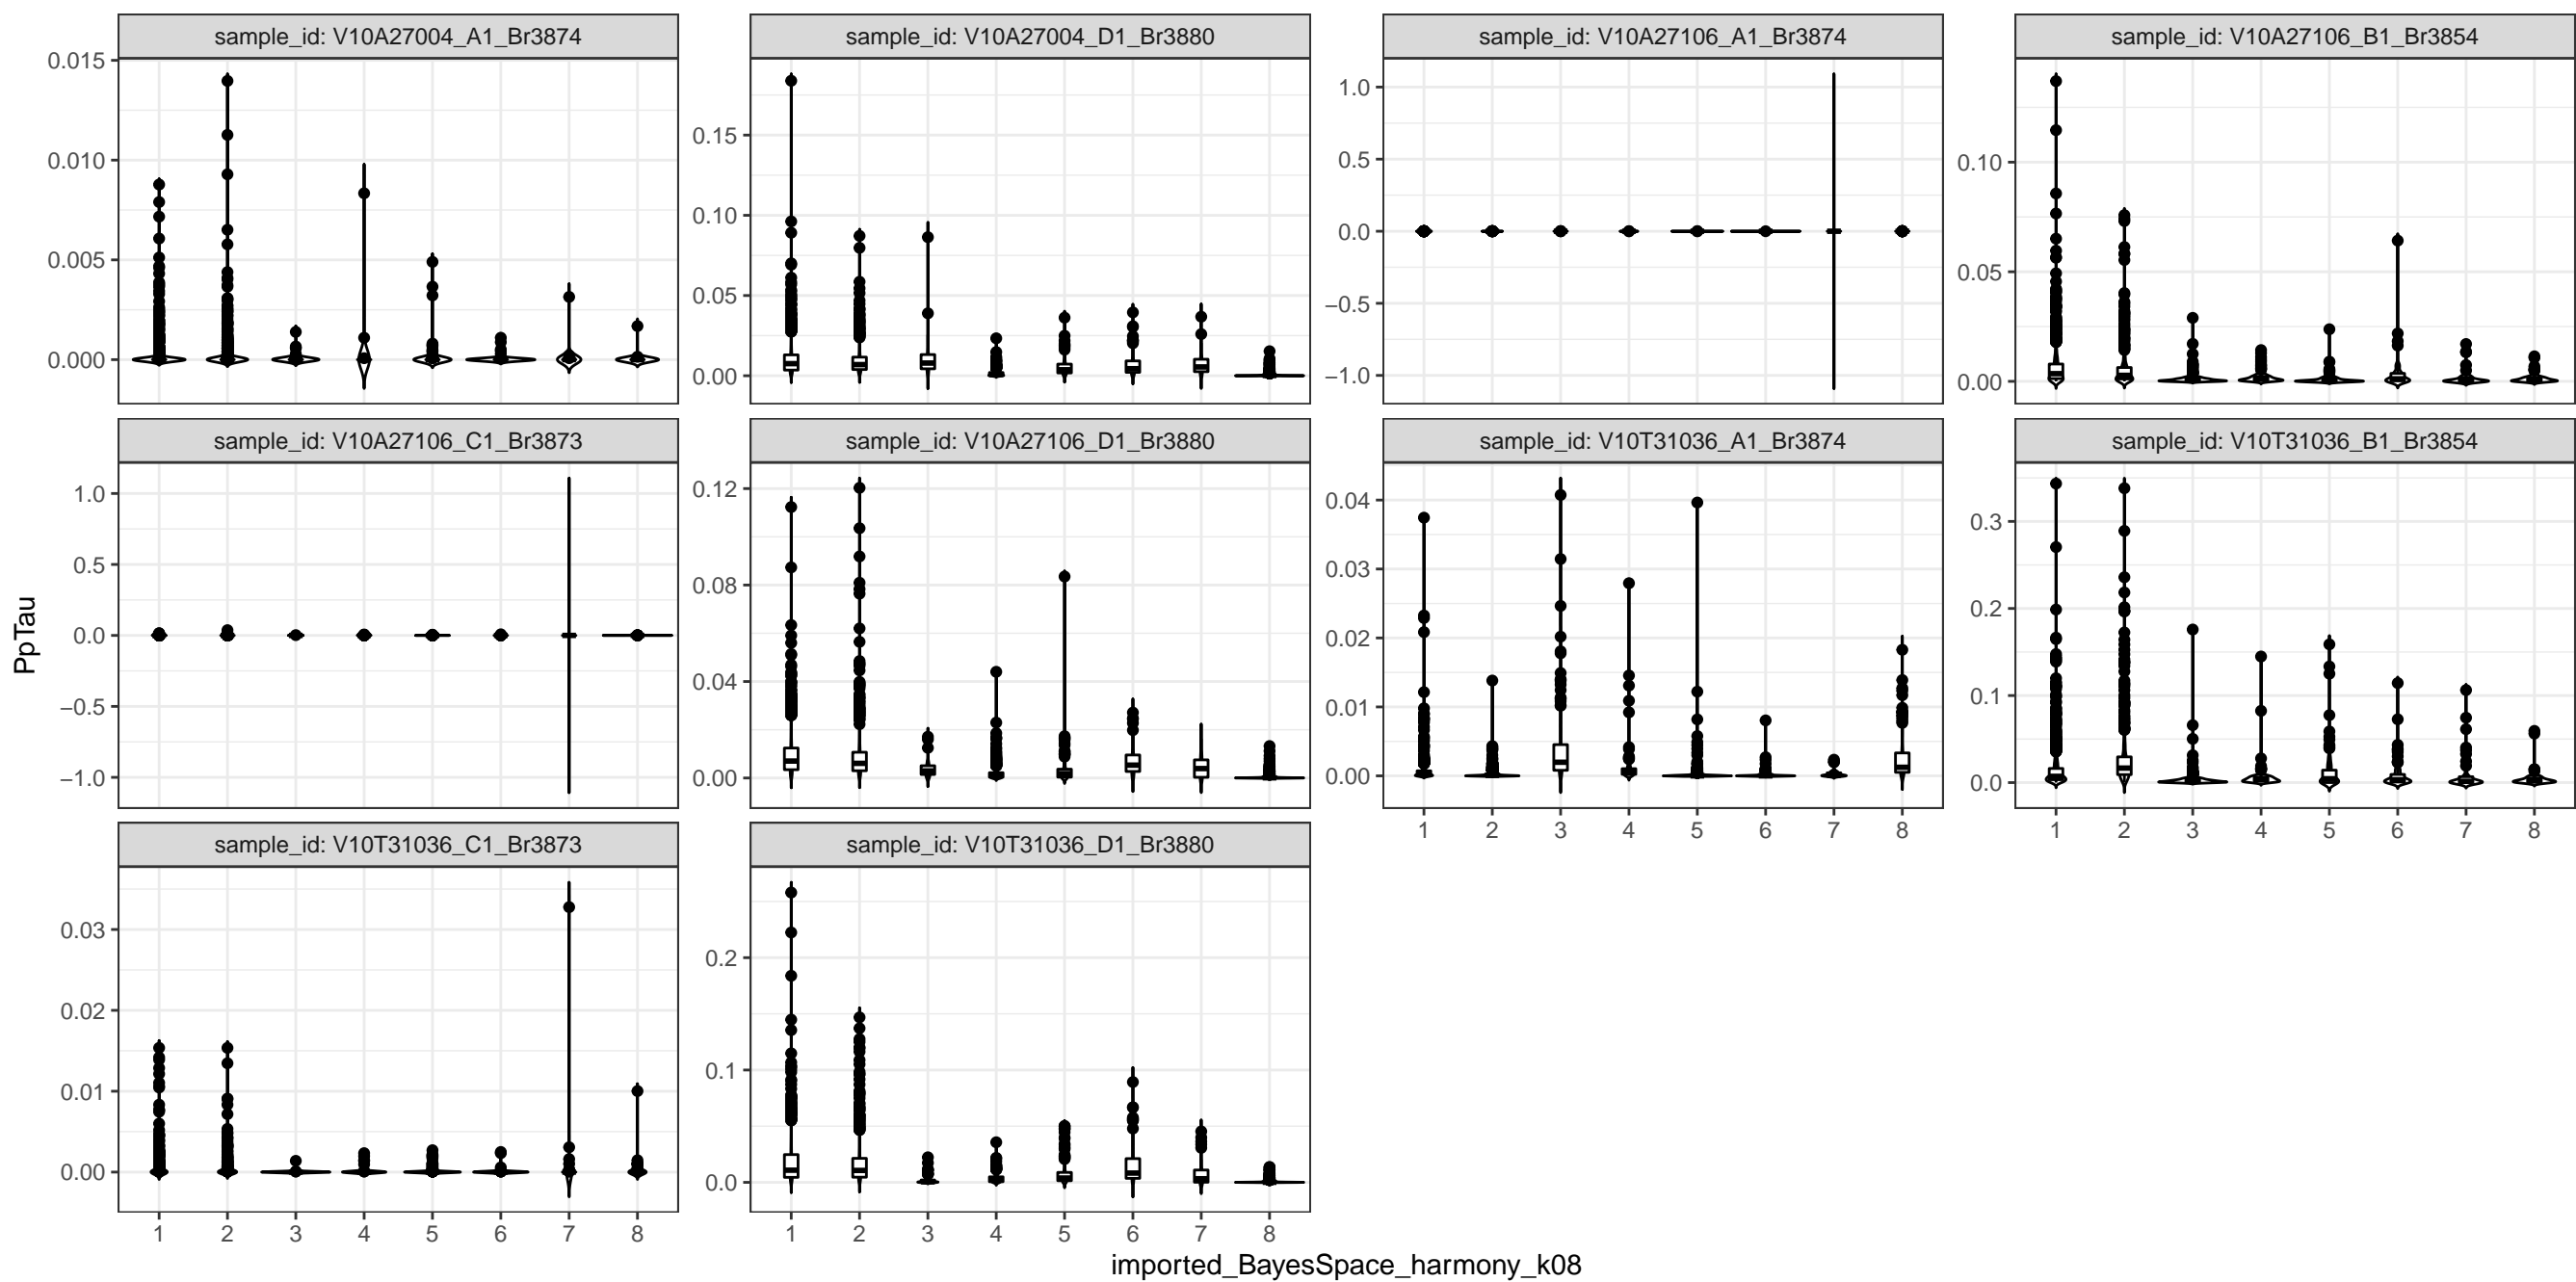 sample_id: V10A27004_A1_Br3874
sample_id: V10A27004_D1_Br3880
sample_id: V10A27106_A1_Br3874
sample_id: V10A27106_B1_Br3854
0.015
0.010
0.005
0.000
0.15
0.10
0.05
0.00
1.0
0.5
0.0
−0.5
−1.0
0.10
0.05
0.00
sample_id: V10A27106_C1_Br3873
sample_id: V10A27106_D1_Br3880
sample_id: V10T31036_A1_Br3874
sample_id: V10T31036_B1_Br3854
1.0
0.5
0.0
−0.5
−1.0
0.12
0.08
0.04
0.00
0.04
0.03
0.02
0.01
0.00
0.3
0.2
0.1
0.0
1 2 3 4 5 6 7 8
1 2 3 4 5 6 7 8
sample_id: V10T31036_C1_Br3873
sample_id: V10T31036_D1_Br3880
0.03
0.02
0.01
0.00
0.2
0.1
0.0
1 2 3 4 5 6 7 8
1 2 3 4 5 6 7 8
PpTau
imported_BayesSpace_harmony_k08